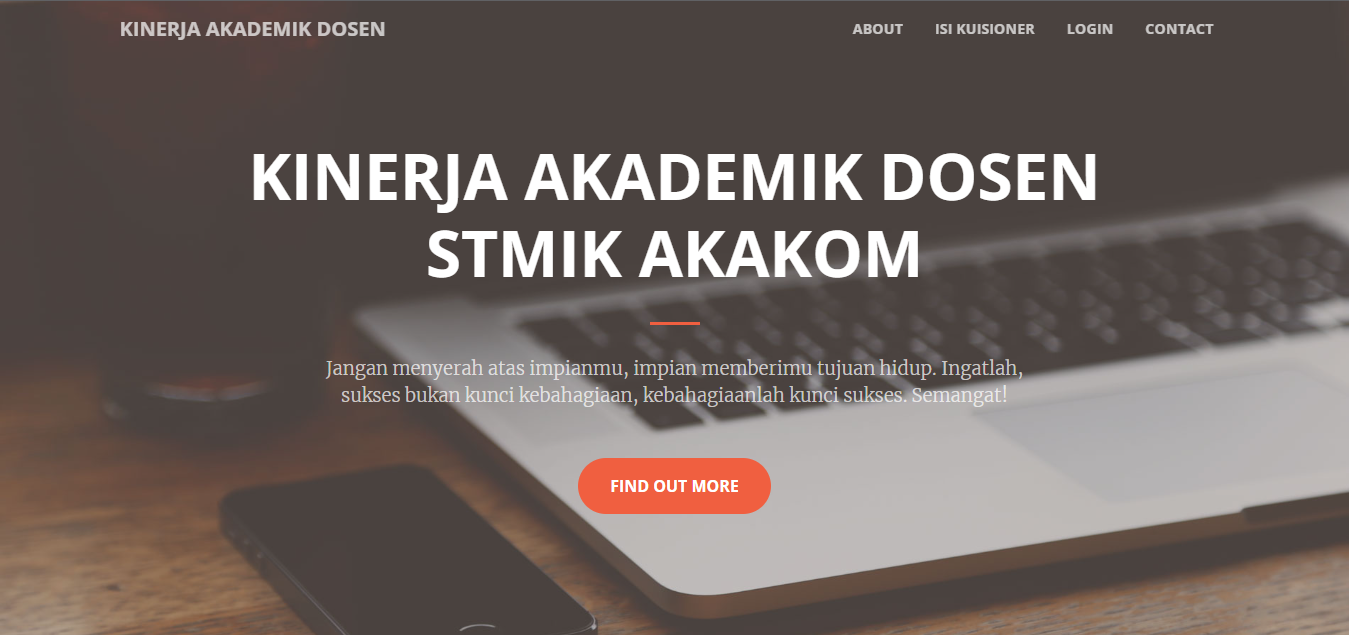 KINERJA AKADEMIK DOSEN
ABOUT ISI KUISIONER LOGIN CONTACT
KINERJA AKADEMIK DOSEN
STMIK AKAKOM
Jangan menyerah atas impianmu, impian memberimu tujuan hidup. Ingatlah,
sukses bukan kunci kebahagiaan, kebahagiaanlah kunci sukses. Semangat!
FIND OUT MORE